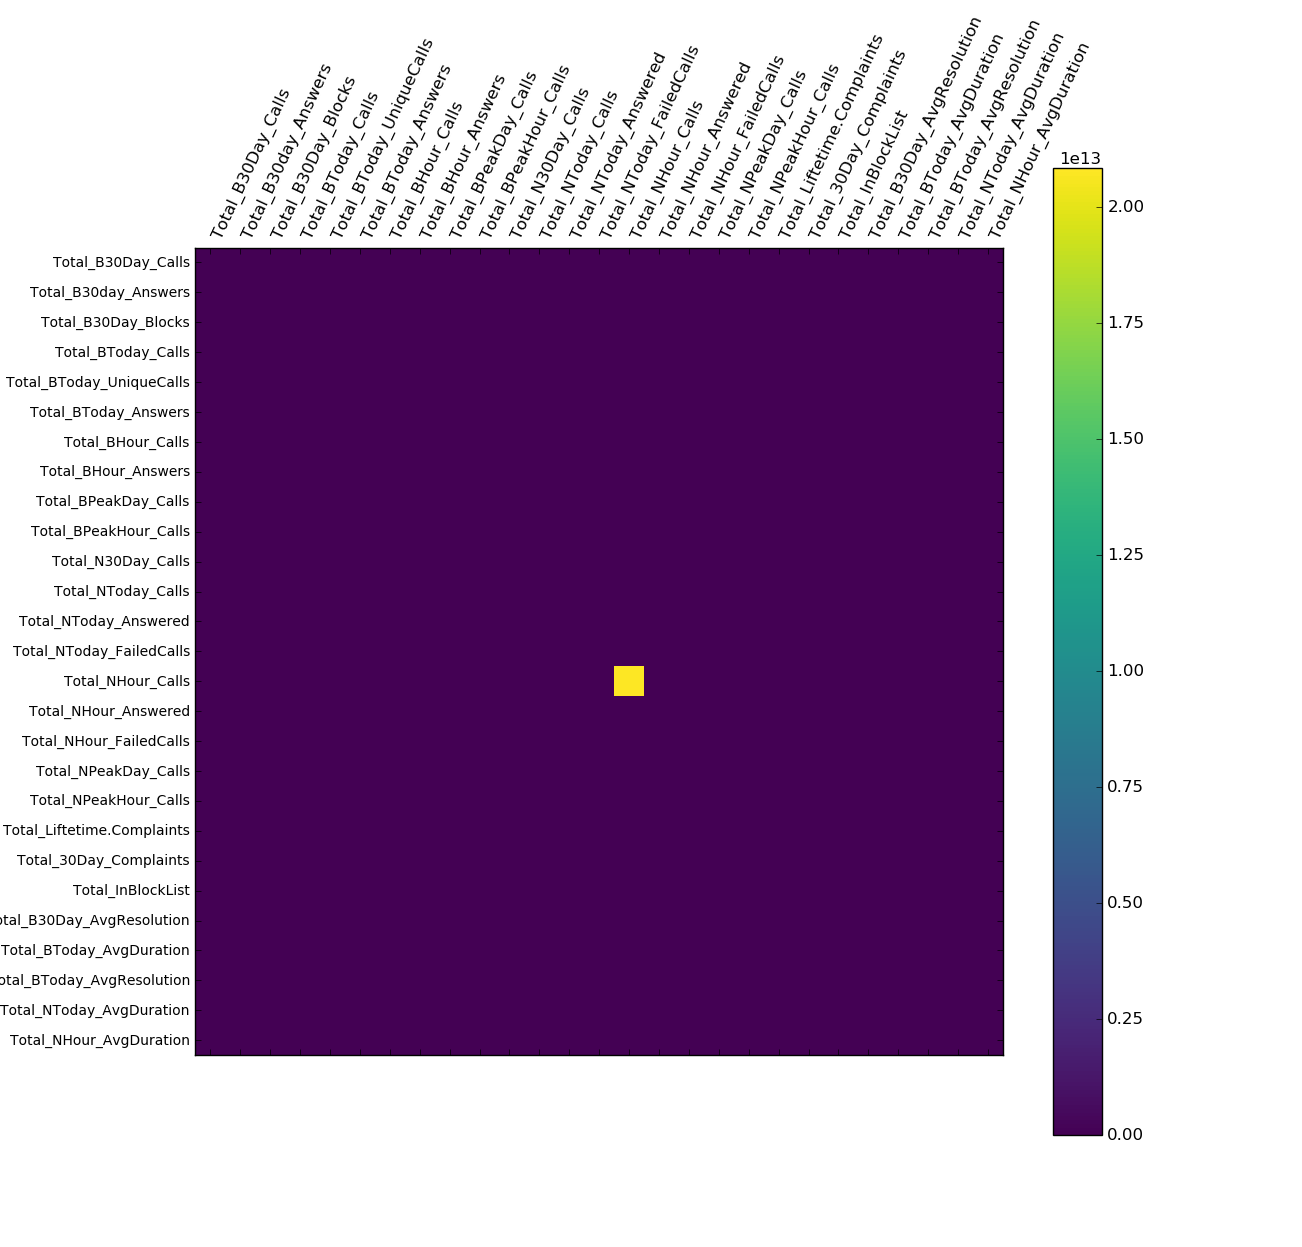 Total_B30Day_Calls
Total_B30day_Answers
Total_B30Day_Blocks
Total_BToday_Calls
Total_BToday_UniqueCalls
Total_BToday_Answers
Total_BHour_Calls
Total_BHour_Answers
Total_BPeakDay_Calls
Total_BPeakHour_Calls
Total_N30Day_Calls
Total_NToday_Calls
Total_NToday_Answered
Total_NToday_FailedCalls
Total_NHour_Calls
Total_NHour_Answered
Total_NHour_FailedCalls
Total_NPeakDay_Calls
Total_NPeakHour_Calls
Total_Liftetime.Complaints
Total_30Day_Complaints
Total_InBlockList
Total_B30Day_AvgResolution
Total_BToday_AvgDuration
Total_BToday_AvgResolution
Total_NToday_AvgDuration
Total_NHour_AvgDuration
Total_B30Day_Calls
Total_B30day_Answers
Total_B30Day_Blocks
Total_BToday_Calls
Total_BToday_UniqueCalls
Total_BToday_Answers
Total_BHour_Calls
Total_BHour_Answers
Total_BPeakDay_Calls
Total_BPeakHour_Calls
Total_N30Day_Calls
Total_NToday_Calls
Total_NToday_Answered
Total_NToday_FailedCalls
Total_NHour_Calls
Total_NHour_Answered
Total_NHour_FailedCalls
Total_NPeakDay_Calls
Total_NPeakHour_Calls
Total_Liftetime.Complaints
Total_30Day_Complaints
Total_InBlockList
otal_B30Day_AvgResolution
Total_BToday_AvgDuration
otal_BToday_AvgResolution
Total_NToday_AvgDuration
Total_NHour_AvgDuration
1e13
2.00
1.75
1.50
1.25
1.00
0.75
0.50
0.25
0.00